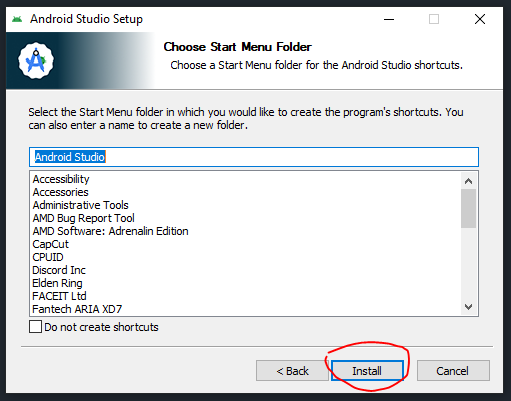 Android Studio Setup
Choose Start Menu Folder
Choose a Start Menu folder for the Android Studio shortcuts.
Select the Start Menu folder in which you would like to create the program's shortcuts. You
can also enter a name to create a new folder.
Android Studio
Accessibility
Accessories
Administrative Tools
AMD Bug Report Tool
AMD Software: Adrenalin Edition
CapCut
CPUID
Discord Inc
Elden Ring
FACEIT Ltd
Fantech ARIA XD7
Do not create shortcuts
< Back
Install
Cancel